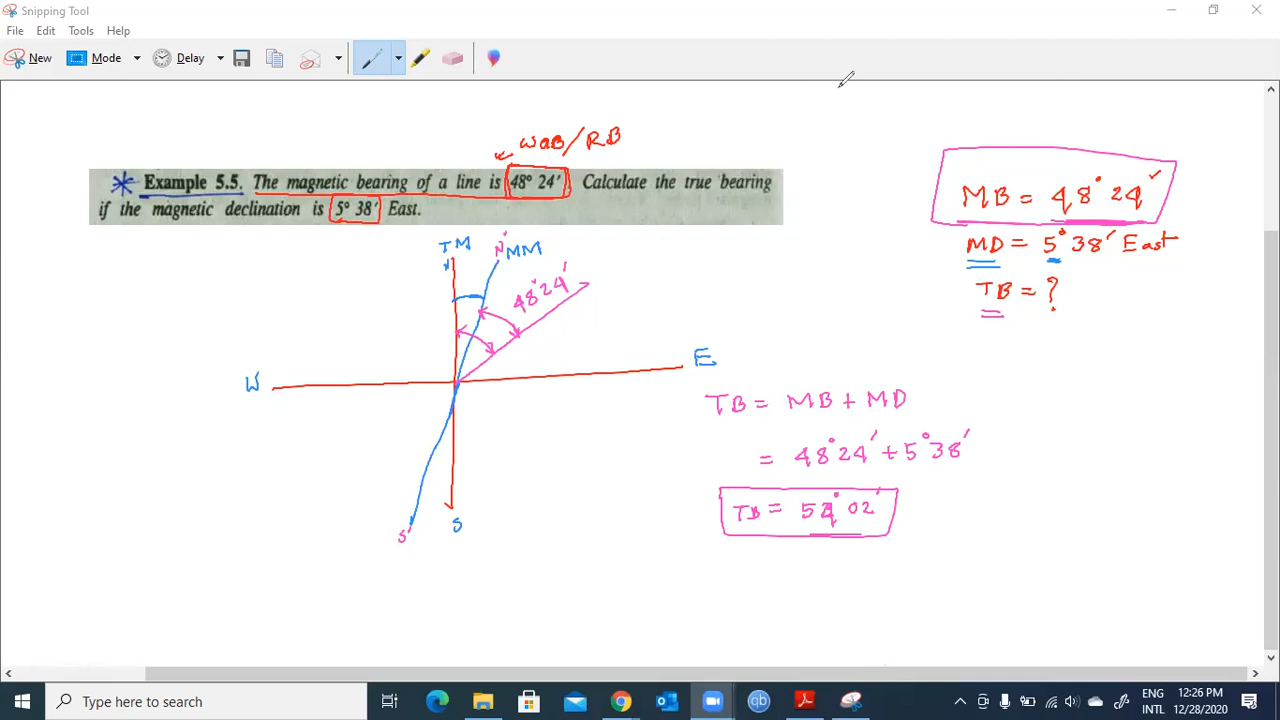 Snipping Tool
File Edit Tools Help
New Mode Delay
WCB/RB
Example 5.5. The magnetic bearing of a line is 48° 24′ Calculate the true bearing
if the magnetic declination is 5° 38′ East.
MB = 48° 24′
MD = 5° 38′ East
TB = ?
TM
N
N' MM
48° 24′
W
E
S
S'
TB = MB + MD
= 48° 24′ + 5° 38′
TB = 54° 02′
Type here to search
qb
ENG
INTL
12:26 PM
12/28/2020